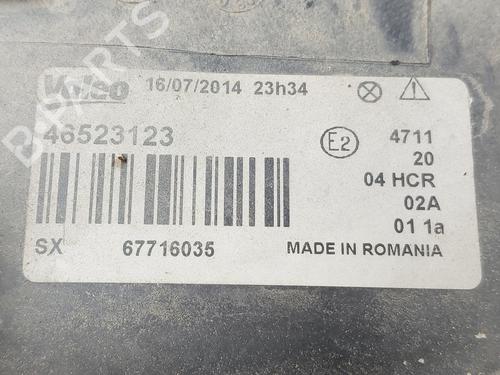 B-PARTS
Valeo 16/07/2014 23h34
46523123
E2
4711
20
04 HCR
02A
01 1a
SX 67716035 MADE IN ROMANIA